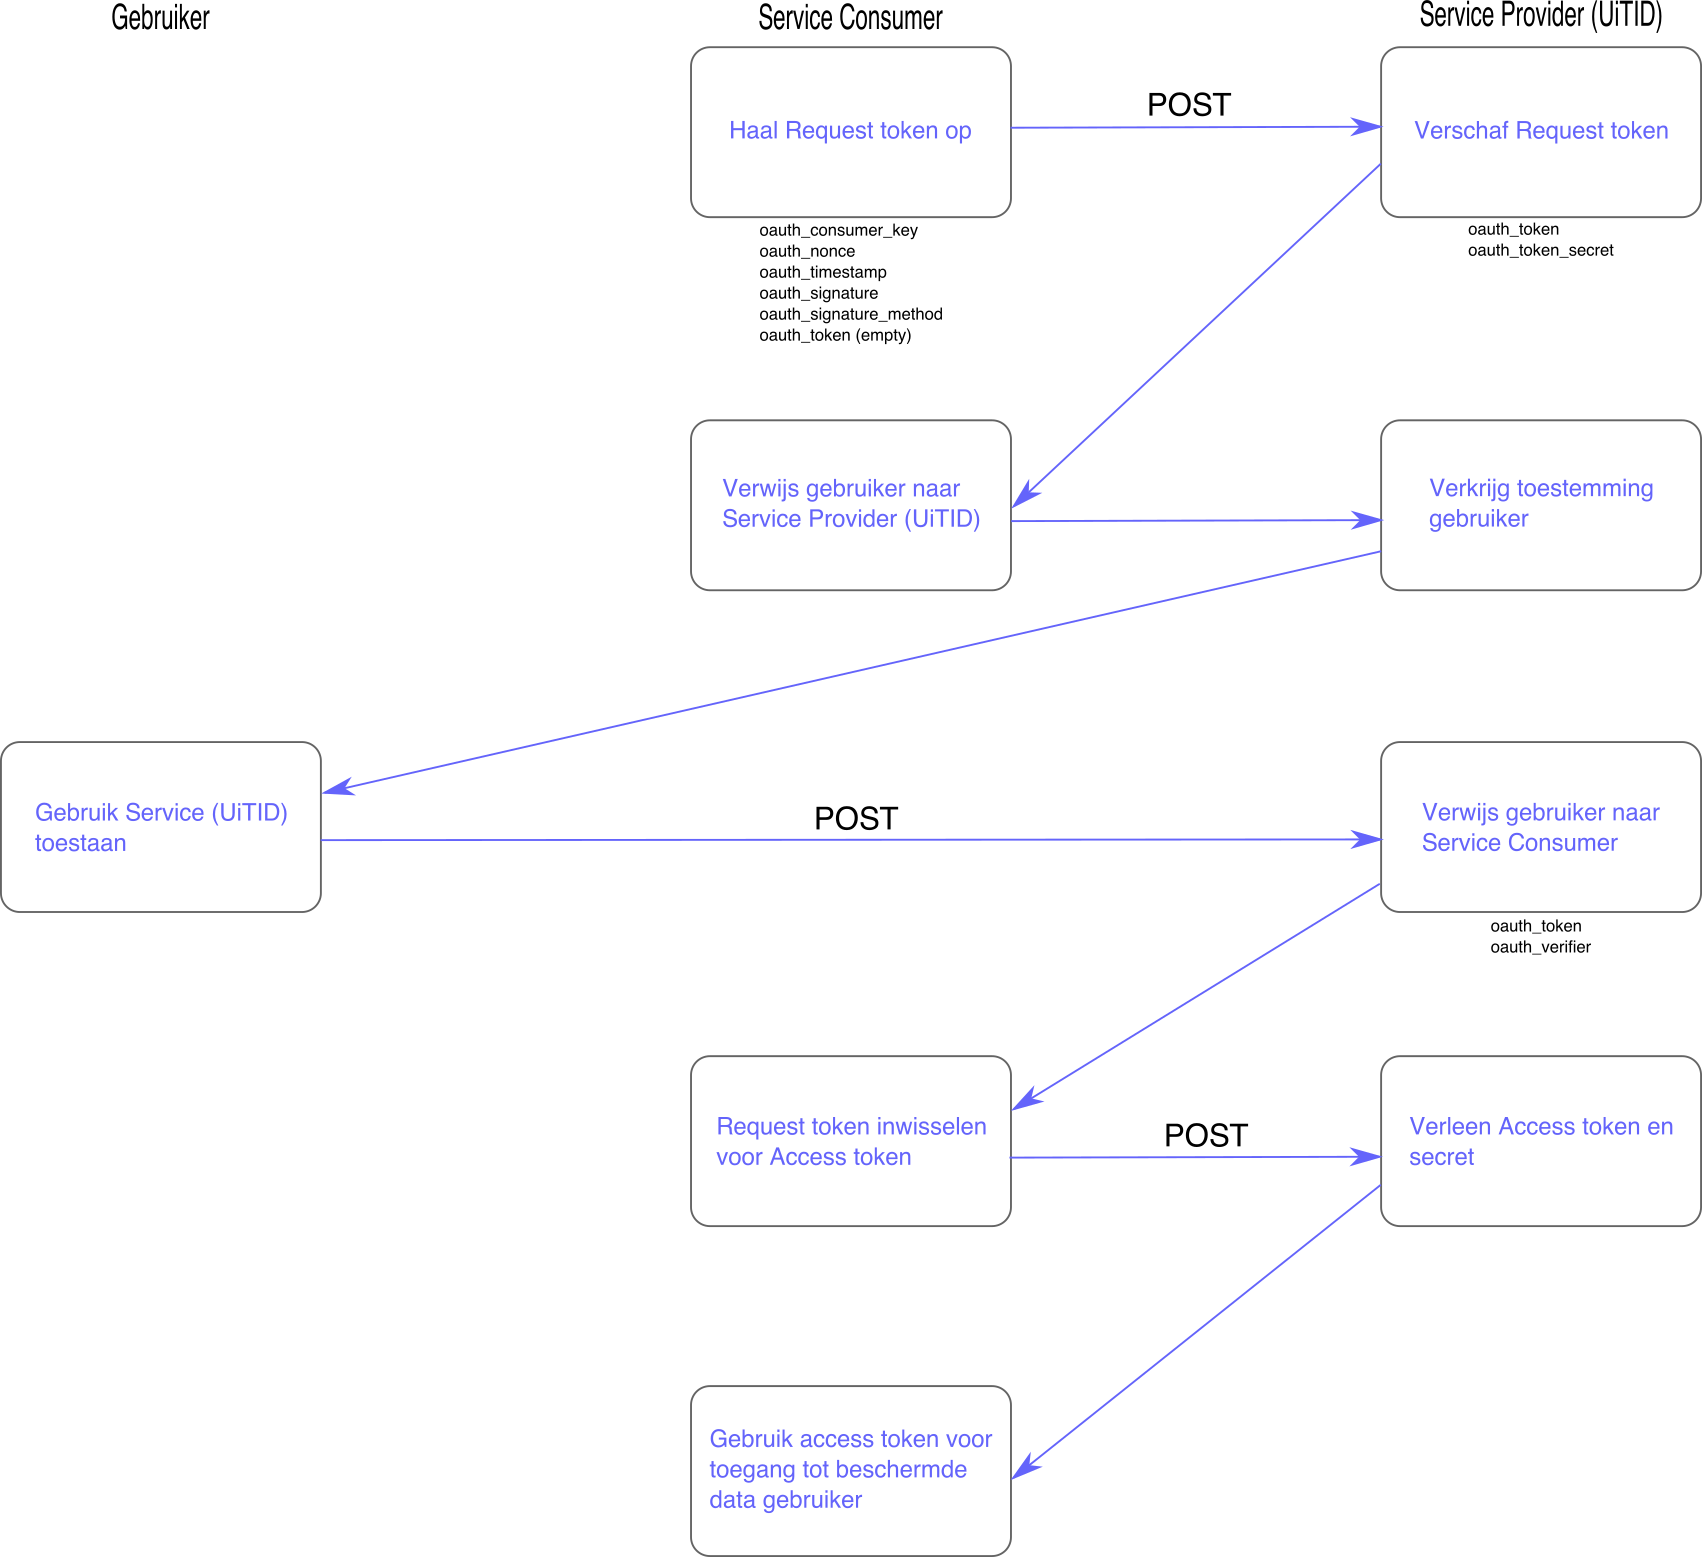 Gebruiker
Service Consumer
Service Provider (UiTID)
Haal Request token op
POST
Verschaf Request token
oauth_consumer_key
oauth_nonce
oauth_timestamp
oauth_signature
oauth_signature_method
oauth_token (empty)
oauth_token
oauth_token_secret
Verwijs gebruiker naar
Service Provider (UiTID)
Verkrijg toestemming
gebruiker
Gebruik Service (UiTID)
toestaan
POST
Verwijs gebruiker naar
Service Consumer
oauth_token
oauth_verifier
Request token inwisselen
voor Access token
POST
Verleen Access token en
secret
Gebruik access token voor
toegang tot beschermde
data gebruiker